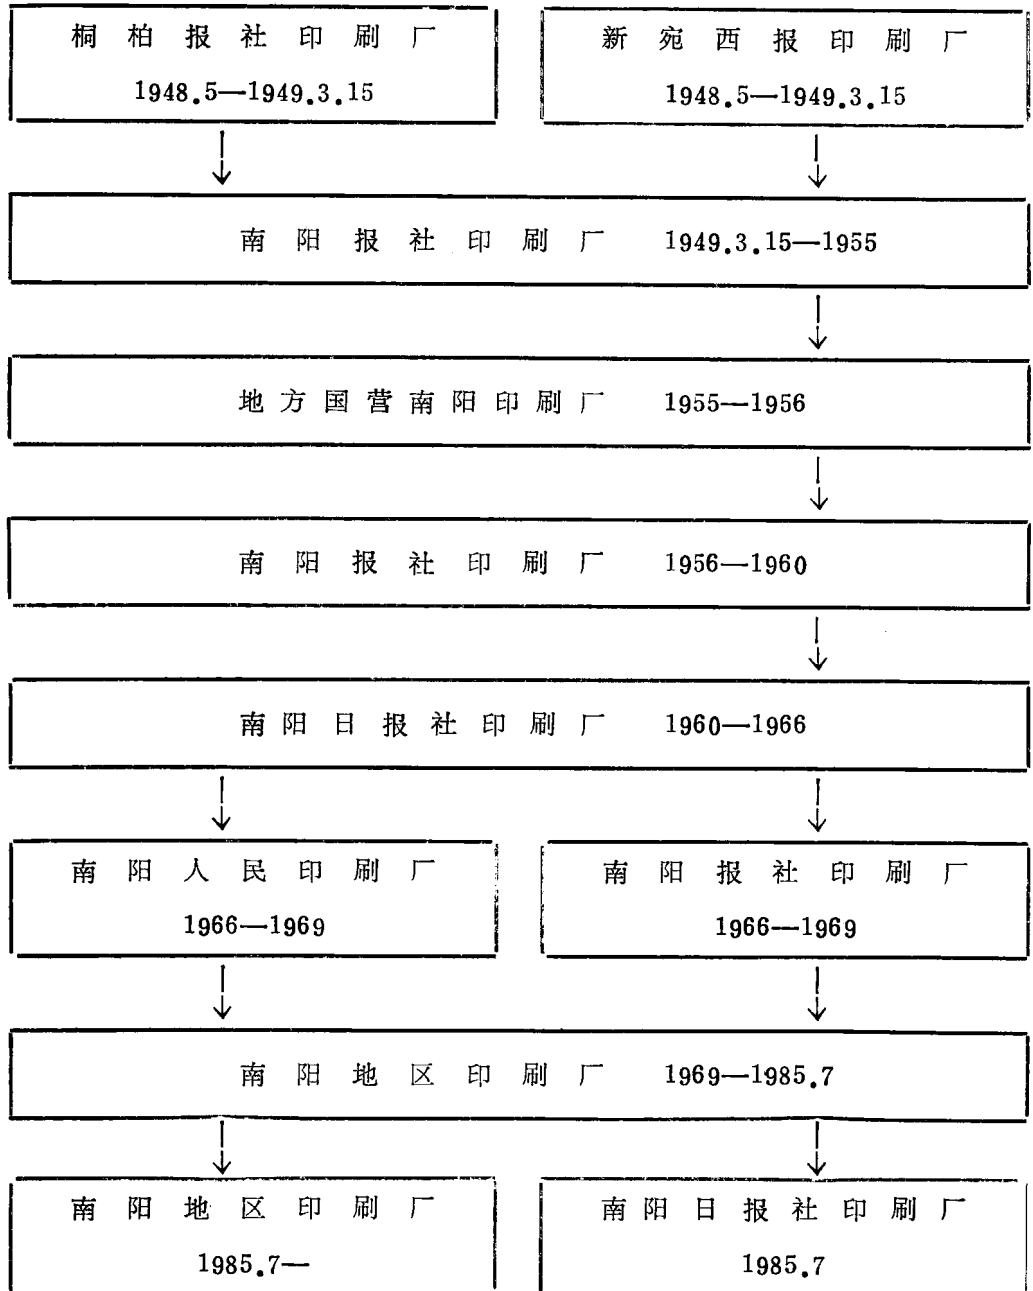 桐柏报社印刷厂
1948.5—1949.3.15
新宛西报印刷厂
1948.5—1949.3.15
南阳报社印刷厂 1949.3.15—1955
地方国营南阳印刷厂 1955—1956
南阳报社印刷厂 1956—1960
南阳日报社印刷厂 1960—1966
南阳人民印刷厂
1966—1969
南阳报社印刷厂
1966—1969
南阳地区印刷厂 1969—1985.7
南阳地区印刷厂
1985.7—
南阳日报社印刷厂
1985.7